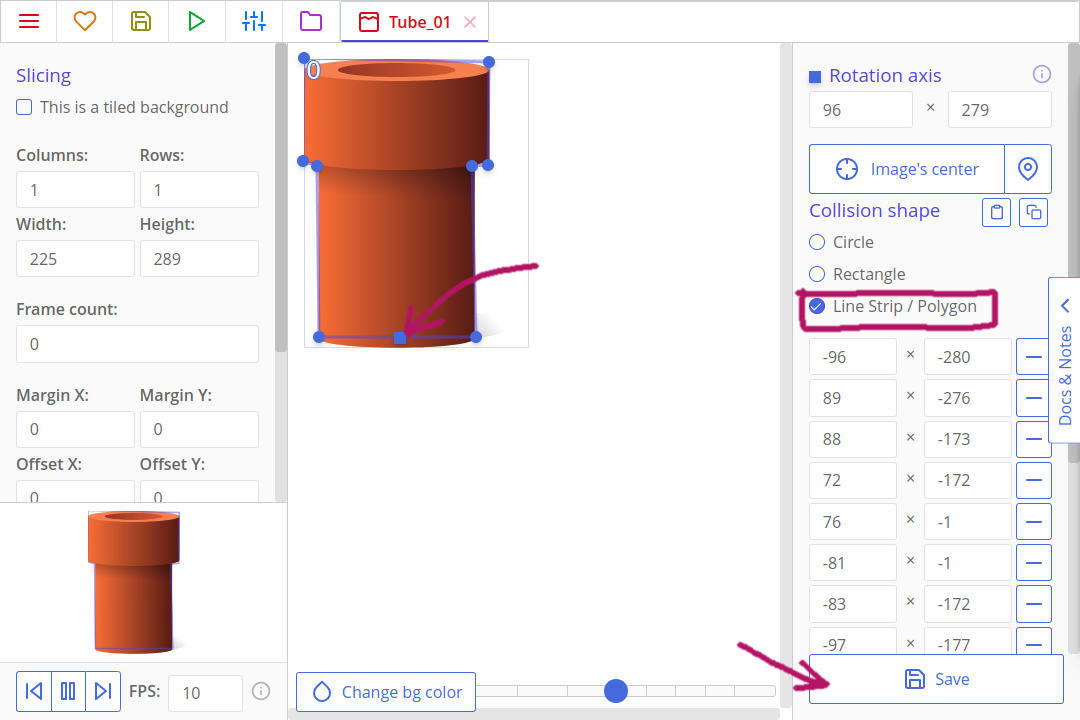 Tube_01
Slicing
This is a tiled background
Columns: Rows:
1 1
Width: Height:
225 289
Frame count:
0
Margin X: Margin Y:
0 0
Offset X: Offset Y:
0 0
FPS: 10
0
Change bg color
Rotation axis
96 × 279
Image's center
Collision shape
Circle
Rectangle
Line Strip / Polygon
-96 × -280
89 × -276
88 × -173
72 × -172
76 × -1
-81 × -1
-83 × -172
-97 × -177
Save
Docs & Notes